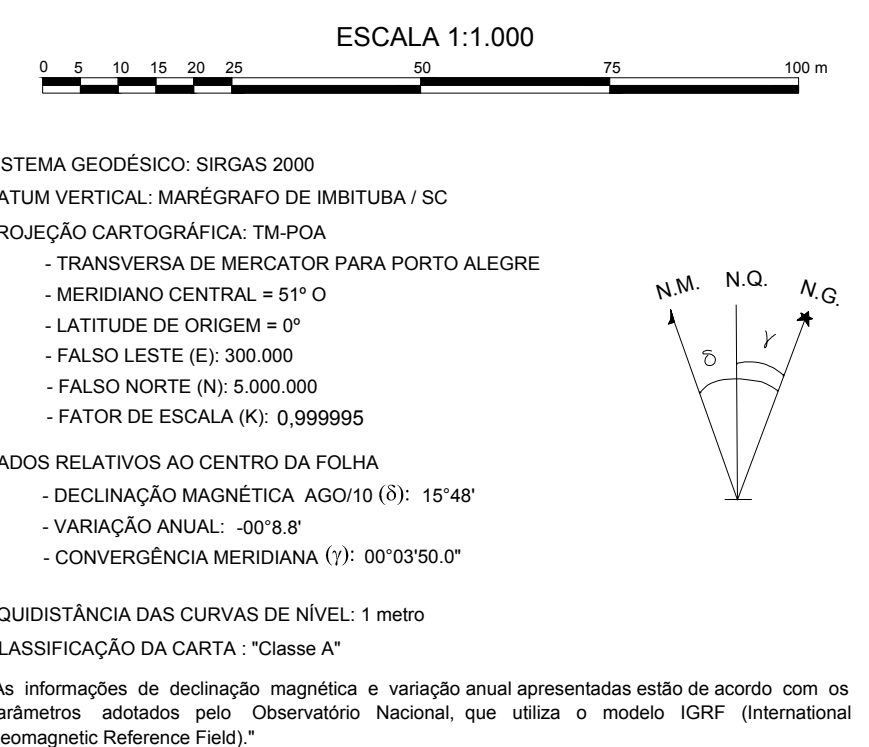 ESCALA 1:1.000
0 5 10 15 20 25 50 75 100 m
ISTEMA GEODÉSICO: SIRGAS 2000
ATUM VERTICAL: MARÉGRAFO DE IMBITUBA / SC
ROJEÇÃO CARTOGRÁFICA: TM-POA
- TRANSVERSA DE MERCATOR PARA PORTO ALEGRE
- MERIDIANO CENTRAL = 51º O
- LATITUDE DE ORIGEM = 0º
- FALSO LESTE (E): 300.000
- FALSO NORTE (N): 5.000.000
- FATOR DE ESCALA (K): 0,999995
N.M. N.Q. N.G.
δ γ
ADOS RELATIVOS AO CENTRO DA FOLHA
- DECLINAÇÃO MAGNÉTICA AGO/10 (δ): 15°48'
- VARIAÇÃO ANUAL: -00°8.8'
- CONVERGÊNCIA MERIDIANA (γ): 00°03'50.0"
QUIDISTÂNCIA DAS CURVAS DE NÍVEL: 1 metro
LASSIFICAÇÃO DA CARTA : "Classe A"
As informações de declinação magnética e variação anual apresentadas estão de acordo com os
arâmetros adotados pelo Observatório Nacional, que utiliza o modelo IGRF (International
eomagnetic Reference Field)."